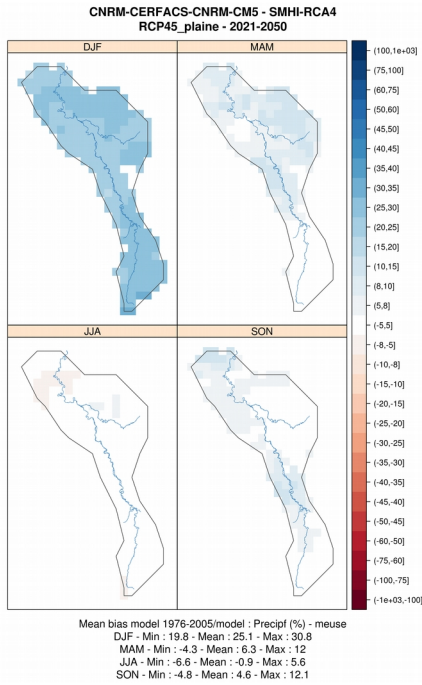 CNRM-CERFACS-CNRM-CM5 - SMHI-RCA4
RCP45_plaine - 2021-2050
DJF
MAM
JJA
SON
(100,1e+03]
(75,100]
(60,75]
(50,60]
(45,50]
(40,45]
(35,40]
(30,35]
(25,30]
(20,25]
(15,20]
(10,15]
(8,10]
(5,8]
(-5,5]
(-8,-5]
(-10,-8]
(-15,-10]
(-20,-15]
(-25,-20]
(-30,-25]
(-35,-30]
(-40,-35]
(-45,-40]
(-50,-45]
(-60,-50]
(-75,-60]
(-100,-75]
(-1e+03,-100]
Mean bias model 1976-2005/model : Precipf (%) - meuse
DJF - Min : 19.8 - Mean : 25.1 - Max : 30.8
MAM - Min : -4.3 - Mean : 6.3 - Max : 12
JJA - Min : -6.6 - Mean : -0.9 - Max : 5.6
SON - Min : -4.8 - Mean : 4.6 - Max : 12.1